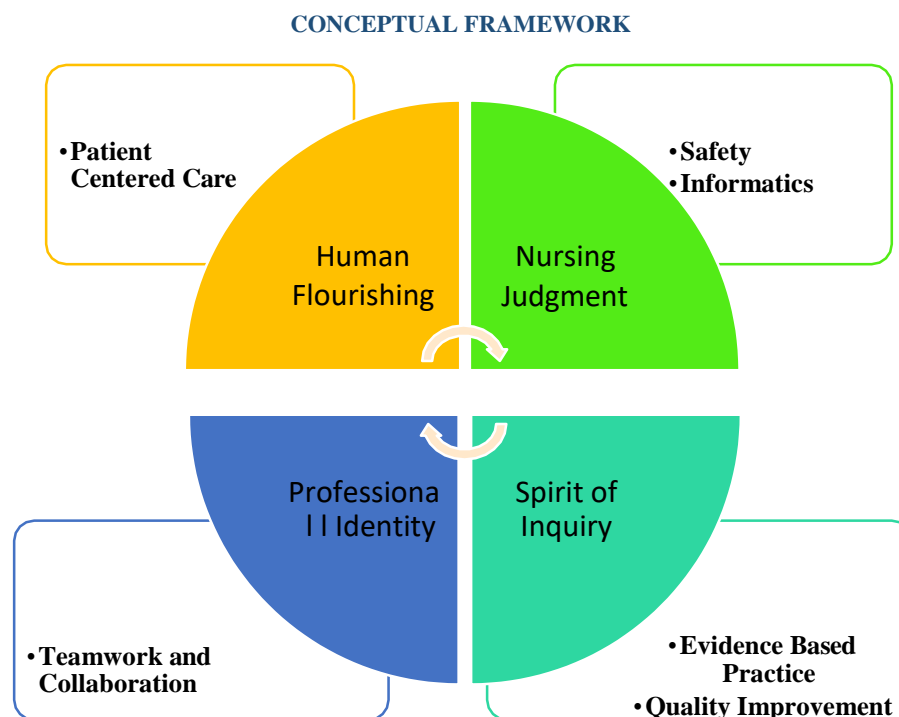 CONCEPTUAL FRAMEWORK
•Patient
Centered Care
•Safety
•Informatics
Human
Flourishing
Nursing
Judgment
Professiona
l l Identity
Spirit of
Inquiry
•Teamwork and
Collaboration
•Evidence Based
Practice
•Quality Improvement